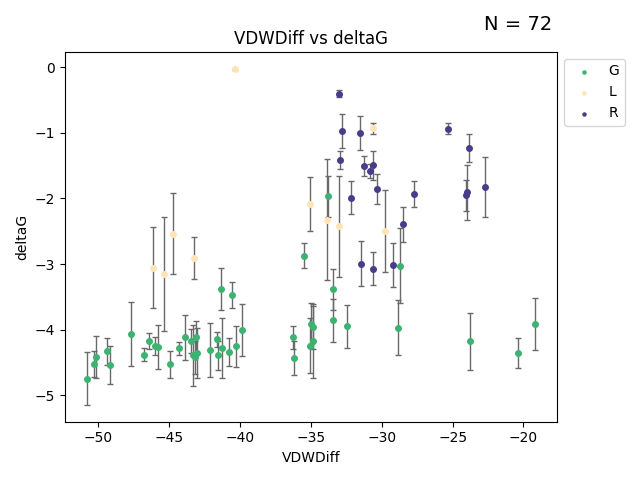 N = 72
VDWDiff vs deltaG
G
L
R
0
−1
−2
−3
−4
−5
deltaG
−50 −45 −40 −35 −30 −25 −20
VDWDiff